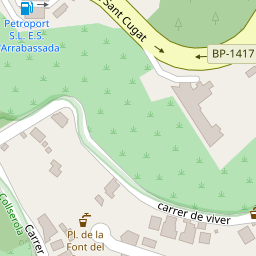 Petroport
S.L. E.S.
'Arrabassada
Sant Cugat
BP-1417
carrer de viver
Collserola
Carrer
Pl. de la
Font del